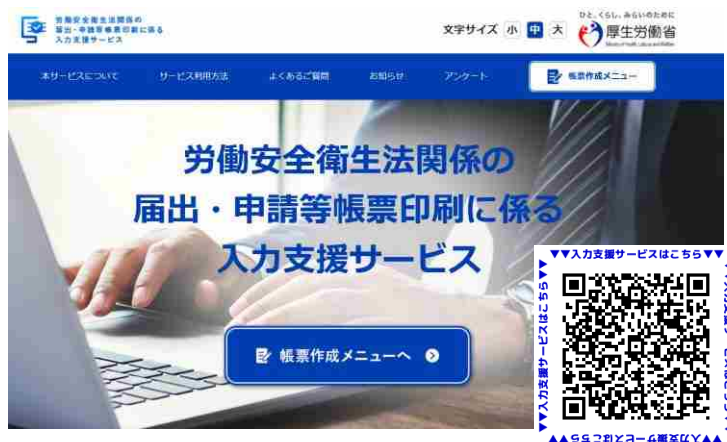 労働安全衛生法関係の
届出・申請等帳票印刷に係る
入力支援サービス
文字サイズ 小 中 大
ひと、くらし、みらいのために
厚生労働省
Ministry of Health, Labour and Welfare
本サービスについて サービス利用方法 よくあるご質問 お知らせ アンケート 帳票作成メニュー
労働安全衛生法関係の
届出・申請等帳票印刷に係る
入力支援サービス
帳票作成メニューへ
▼▼入力支援サービスはこちら▼▼
▼▼入力支援サービスはこちら▼▼
▼▼入力支援サービスはこちら▼▼